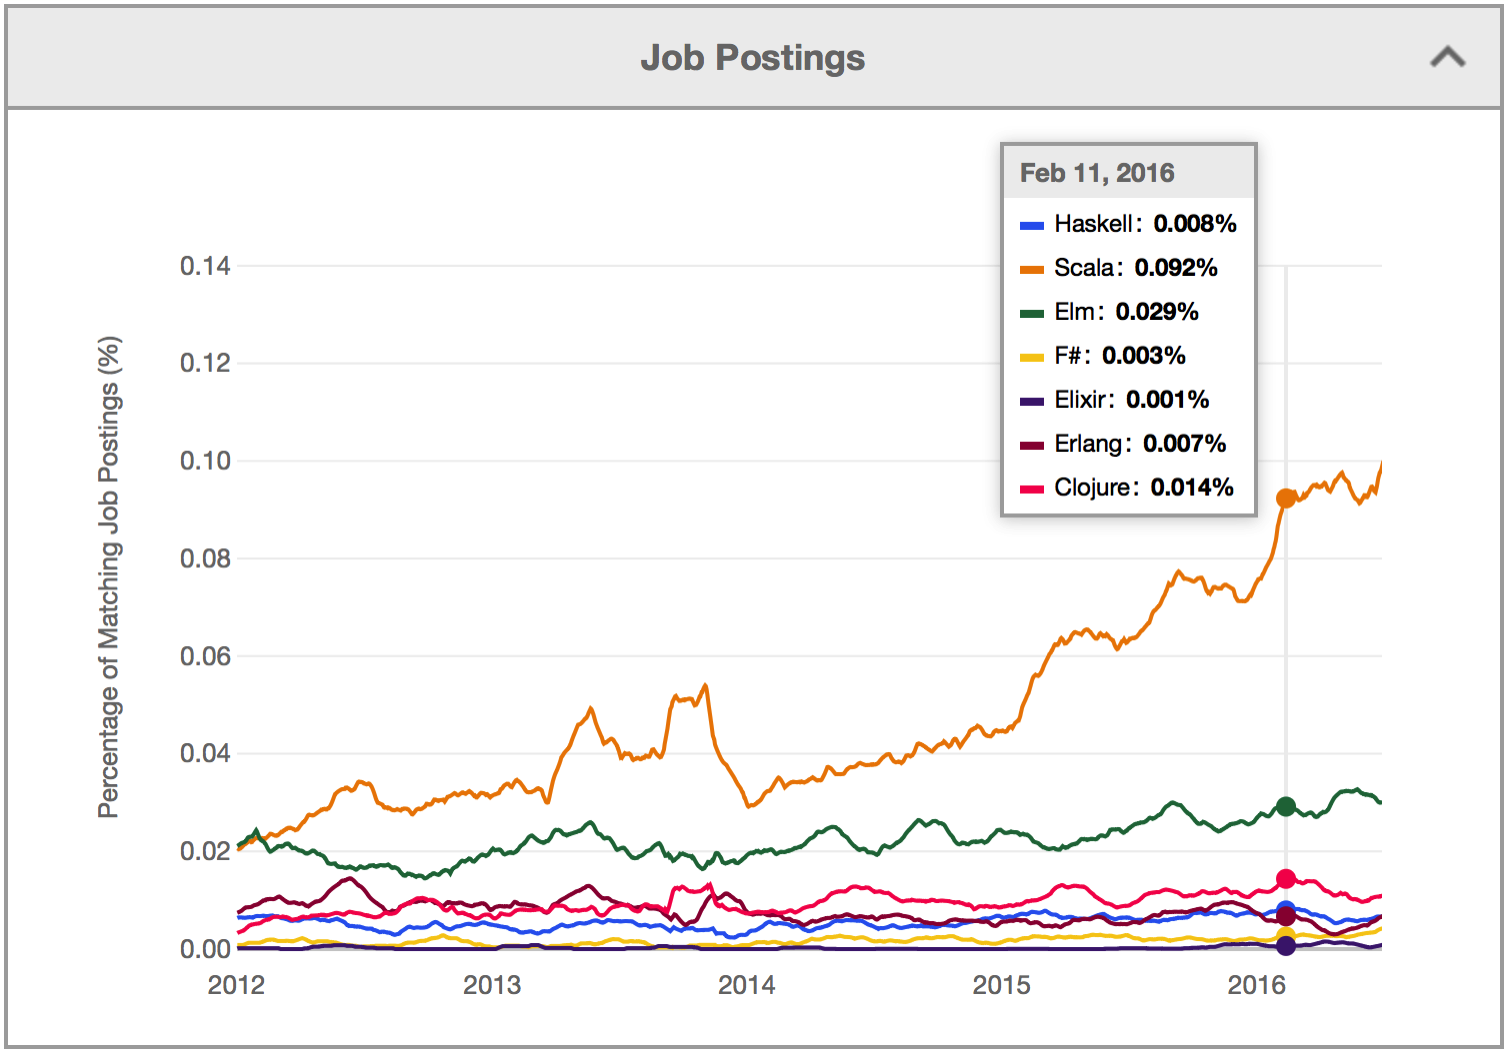 Job Postings
Feb 11, 2016
Haskell: 0.008%
Scala: 0.092%
Elm: 0.029%
F#: 0.003%
Elixir: 0.001%
Erlang: 0.007%
Clojure: 0.014%
Percentage of Matching Job Postings (%)
0.14
0.12
0.10
0.08
0.06
0.04
0.02
0.00
2012 2013 2014 2015 2016